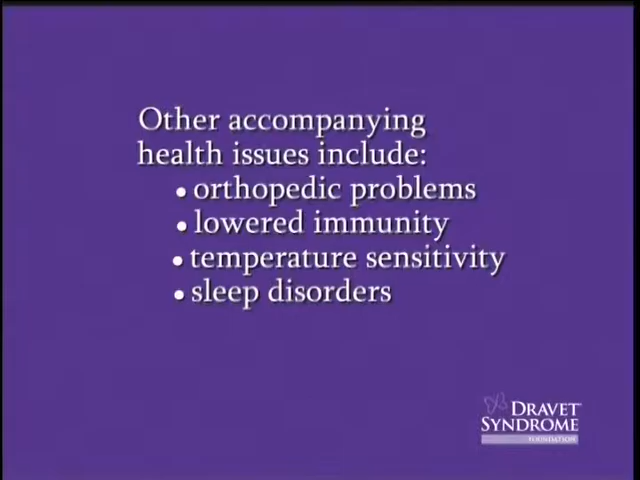 Other accompanying
health issues include:
• orthopedic problems
• lowered immunity
• temperature sensitivity
• sleep disorders
DRAVET
SYNDROME
FOUNDATION